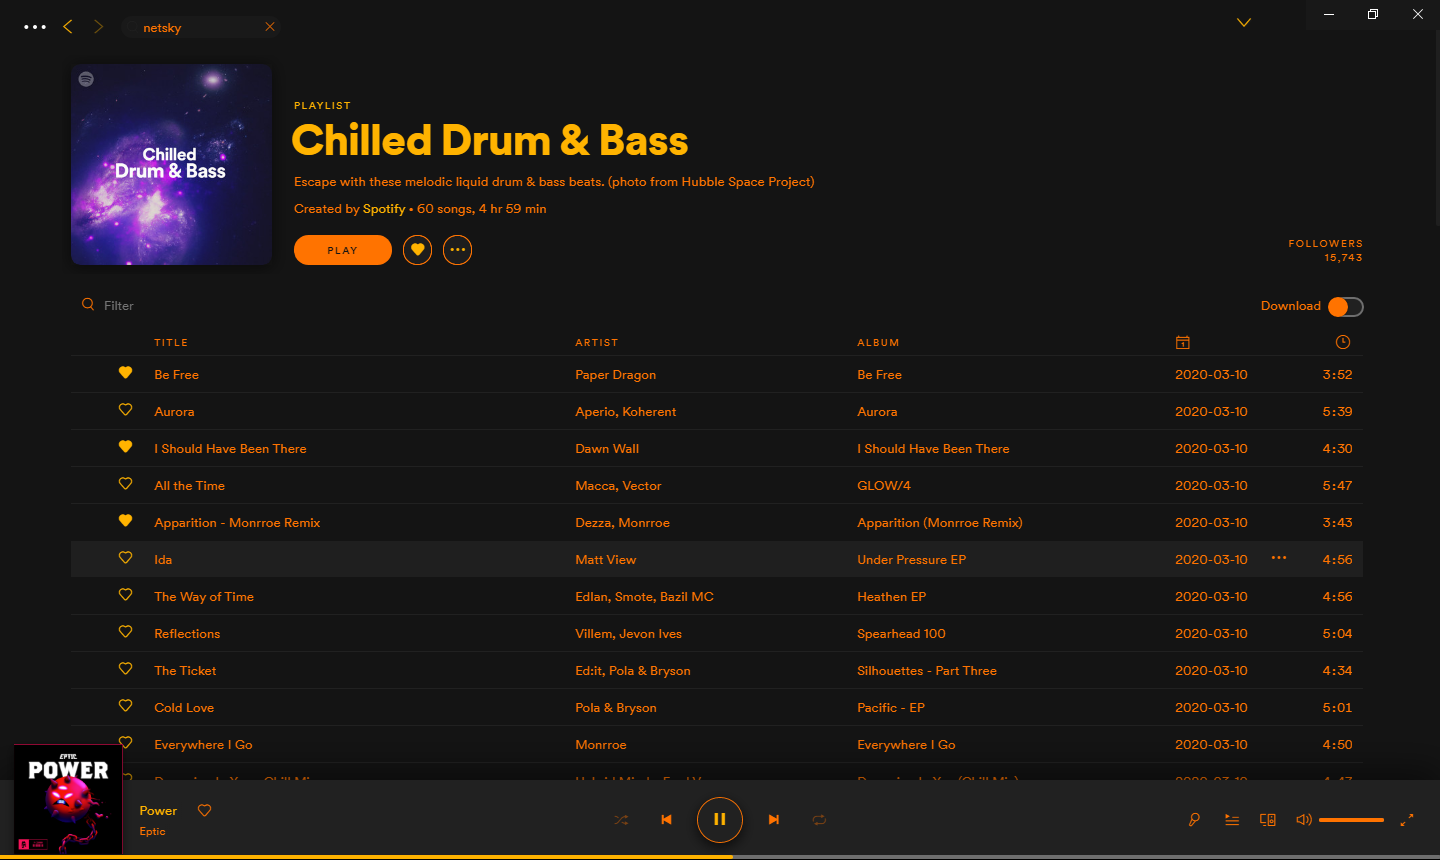 netsky
Chilled
Drum & Bass
PLAYLIST
Chilled Drum & Bass
Escape with these melodic liquid drum & bass beats. (photo from Hubble Space Project)
Created by Spotify • 60 songs, 4 hr 59 min
PLAY
FOLLOWERS
15,743
Filter
Download
TITLE ARTIST ALBUM
Be Free Paper Dragon Be Free 2020-03-10 3:52
Aurora Aperio, Koherent Aurora 2020-03-10 5:39
I Should Have Been There Dawn Wall I Should Have Been There 2020-03-10 4:30
All the Time Macca, Vector GLOW/4 2020-03-10 5:47
Apparition - Monrroe Remix Dezza, Monrroe Apparition (Monrroe Remix) 2020-03-10 3:43
Ida Matt View Under Pressure EP 2020-03-10 4:56
The Way of Time Edlan, Smote, Bazil MC Heathen EP 2020-03-10 4:56
Reflections Villem, Jevon Ives Spearhead 100 2020-03-10 5:04
The Ticket Ed:it, Pola & Bryson Silhouettes - Part Three 2020-03-10 4:34
Cold Love Pola & Bryson Pacific - EP 2020-03-10 5:01
Everywhere I Go Monrroe Everywhere I Go 2020-03-10 4:50
EPTIC
POWER
Power
Eptic